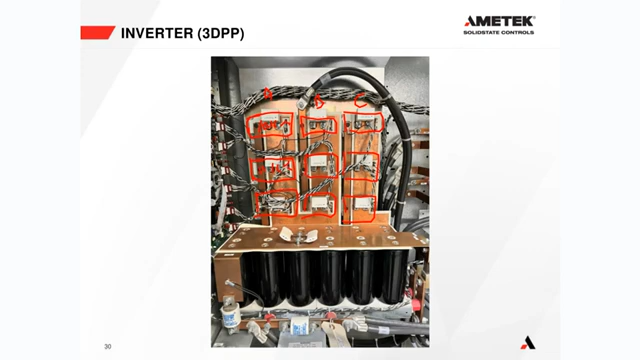 INVERTER (3DPP)
AMETEK®
SOLIDSTATE CONTROLS
A B C
30